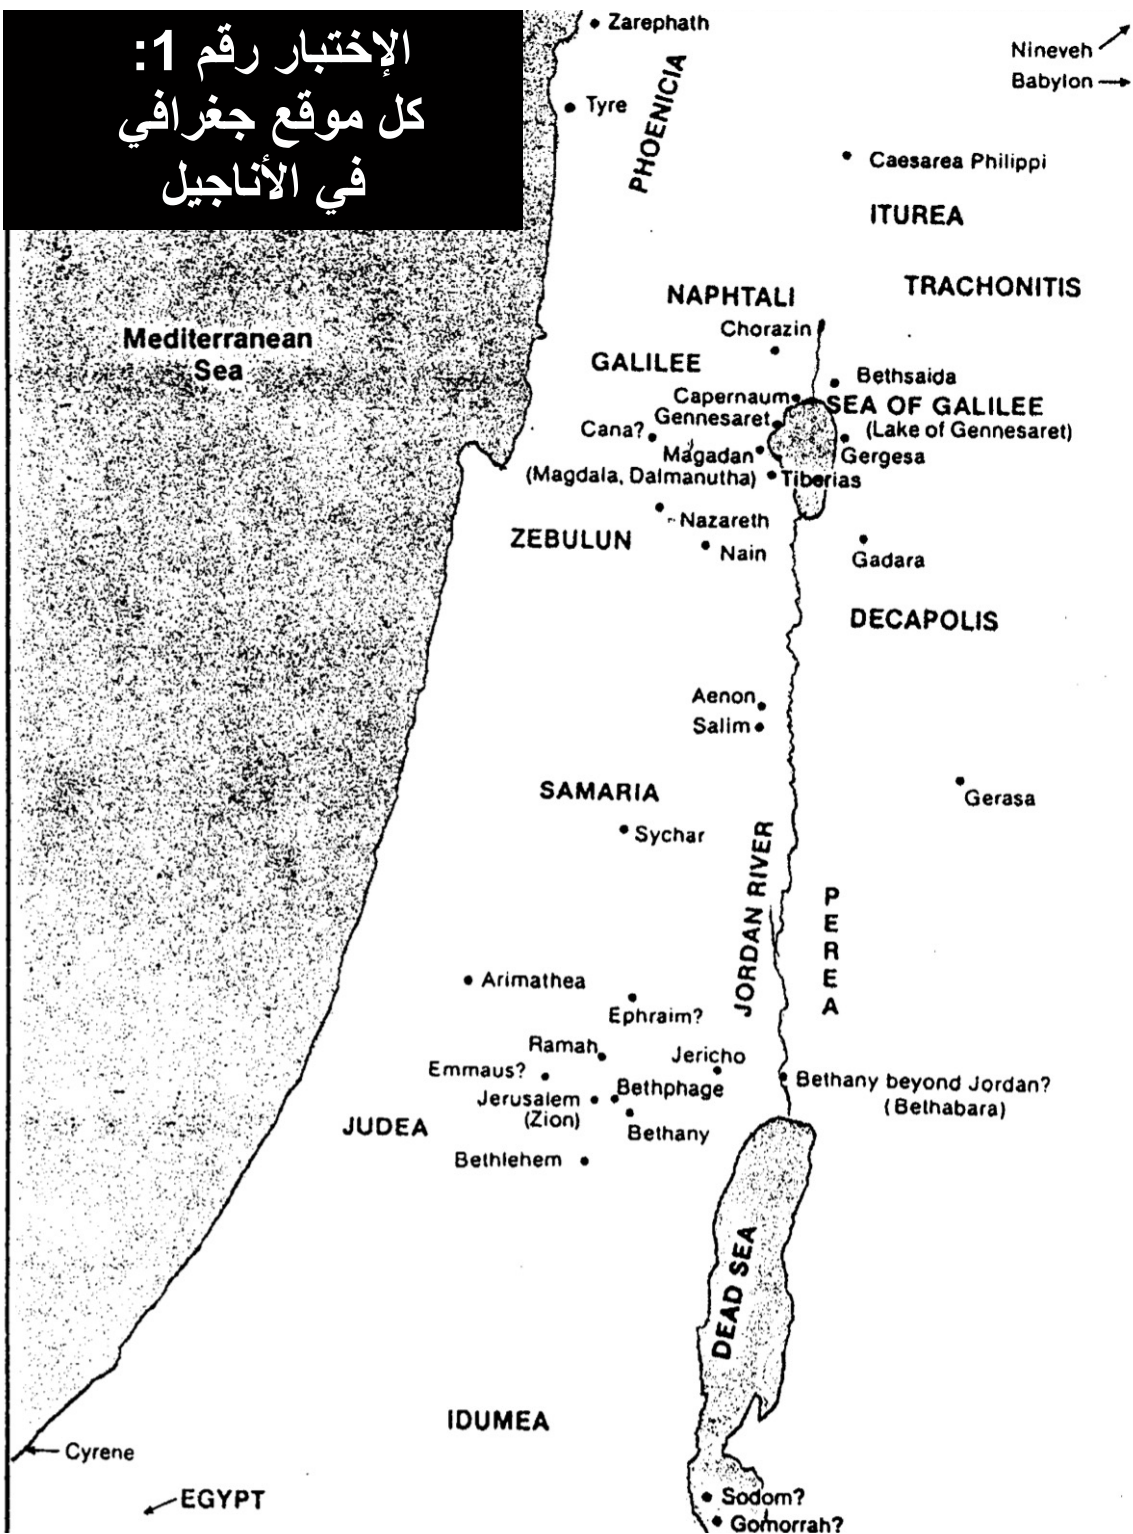 الإختبار رقم 1:
كل موقع جغرافي
في الأناجيل
Zarephath
Nineveh
Babylon
Tyre
PHOENICIA
Caesarea Philippi
ITUREA
TRACHONITIS
NAPHTALI
Chorazin
Mediterranean
Sea
GALILEE
Bethsaida
Capernaum
SEA OF GALILEE
Gennesaret
(Lake of Gennesaret)
Cana?
Magadan
Gergesa
(Magdala, Dalmanutha)
Tiberias
Nazareth
ZEBULUN
Nain
Gadara
DECAPOLIS
Aenon
Salim
SAMARIA
Gerasa
Sychar
JORDAN RIVER
PEREA
Arimathea
Ephraim?
Ramah
Jericho
Emmaus?
Bethany beyond Jordan?
(Bethabara)
Bethphage
Jerusalem
(Zion)
JUDEA
Bethany
Bethlehem
DEAD SEA
IDUMEA
Cyrene
EGYPT
Sodom?
Gomorrah?